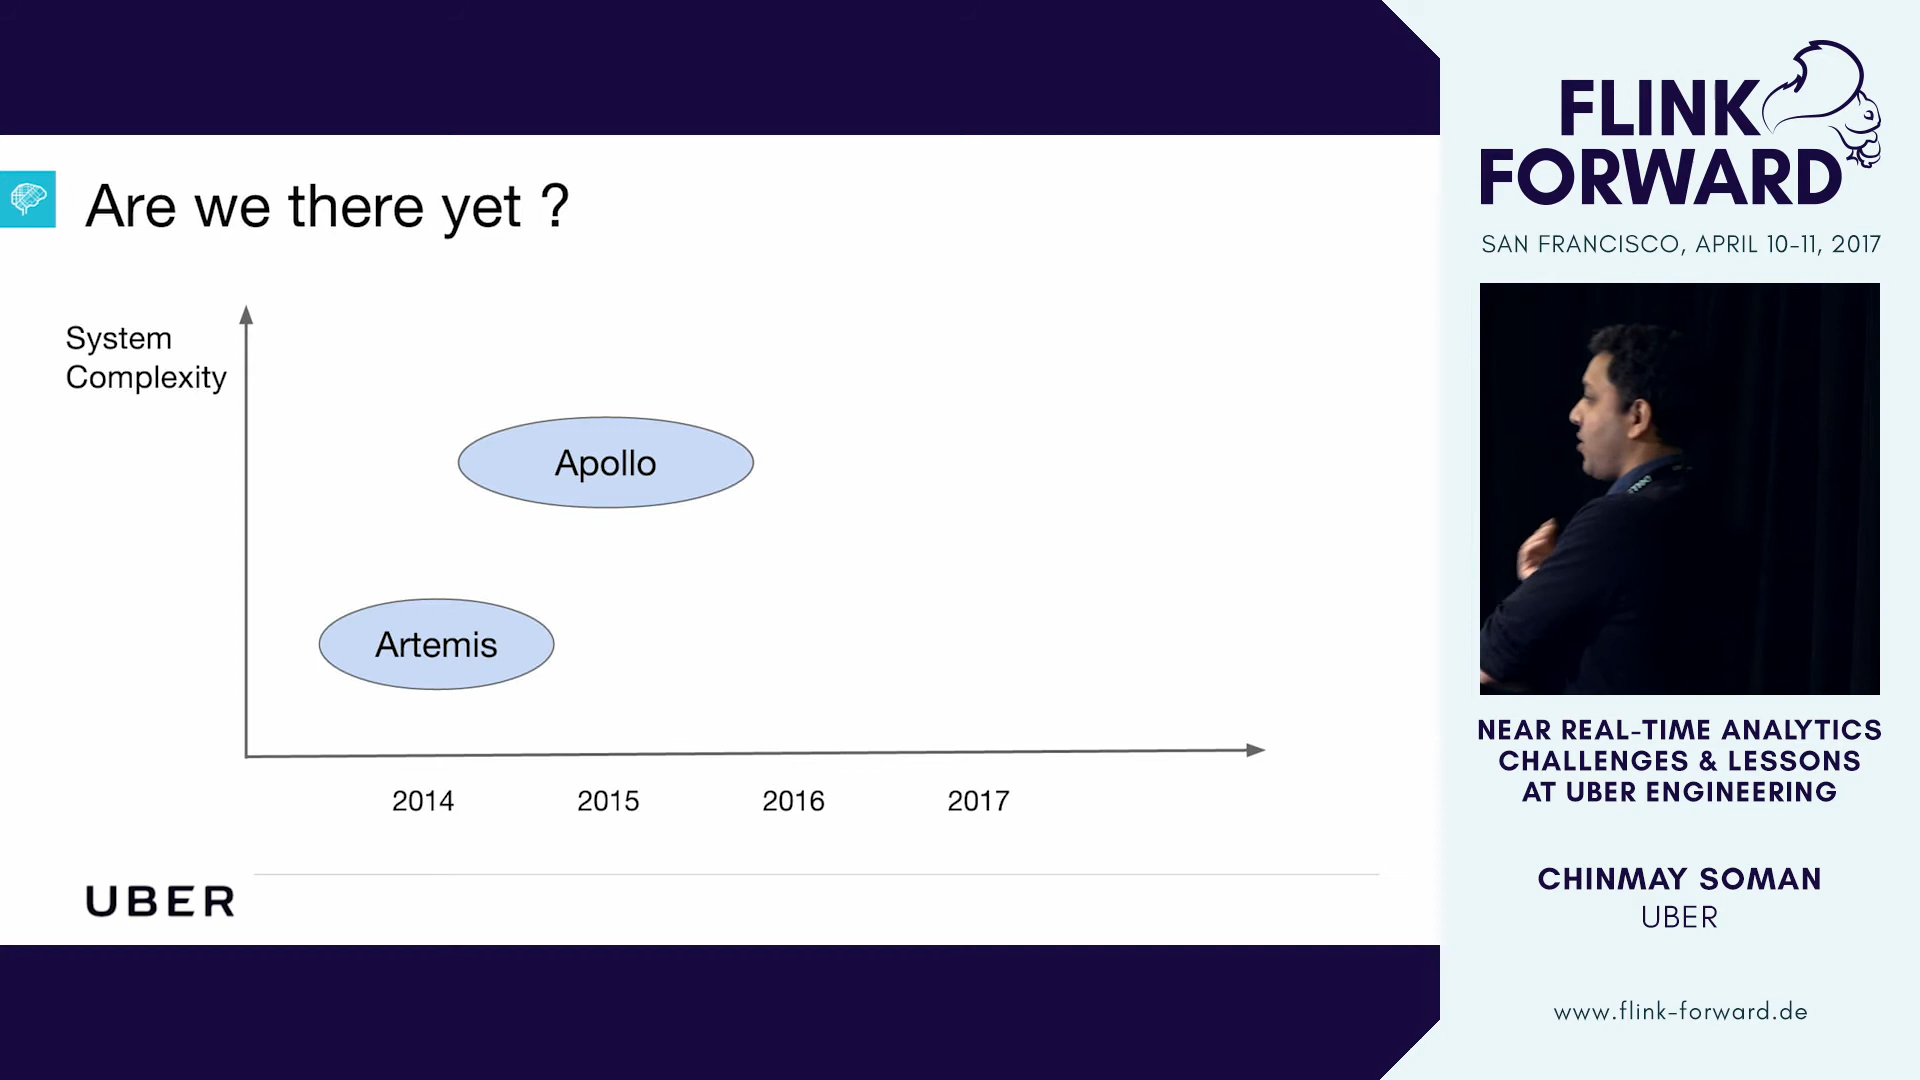 Are we there yet ?
System
Complexity
Apollo
Artemis
2014 2015 2016 2017
UBER
FLINK
FORWARD
SAN FRANCISCO, APRIL 10-11, 2017
NEAR REAL-TIME ANALYTICS
CHALLENGES & LESSONS
AT UBER ENGINEERING
CHINMAY SOMAN
UBER
www.flink-forward.de